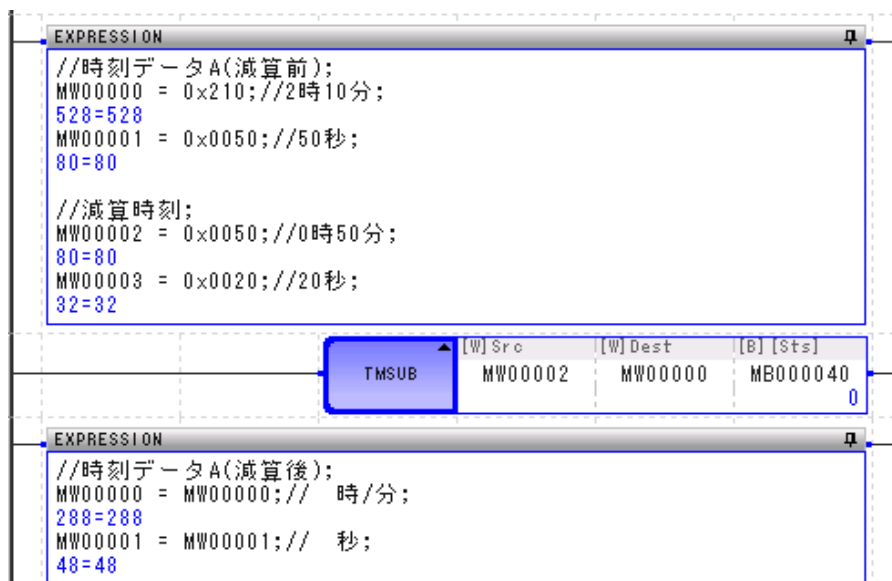 EXPRESSION
//時刻データA(減算前);
MW00000 = 0x210;//2時10分;
528=528
MW00001 = 0x0050;//50秒;
80=80
//減算時刻;
MW00002 = 0x0050;//0時50分;
80=80
MW00003 = 0x0020;//20秒;
32=32
[W]Src [W]Dest [B][Sts]
TMSUB MW00002 MW00000 MB000040
0
EXPRESSION
//時刻データA(減算後);
MW00000 = MW00000;// 時/分;
288=288
MW00001 = MW00001;// 秒;
48=48